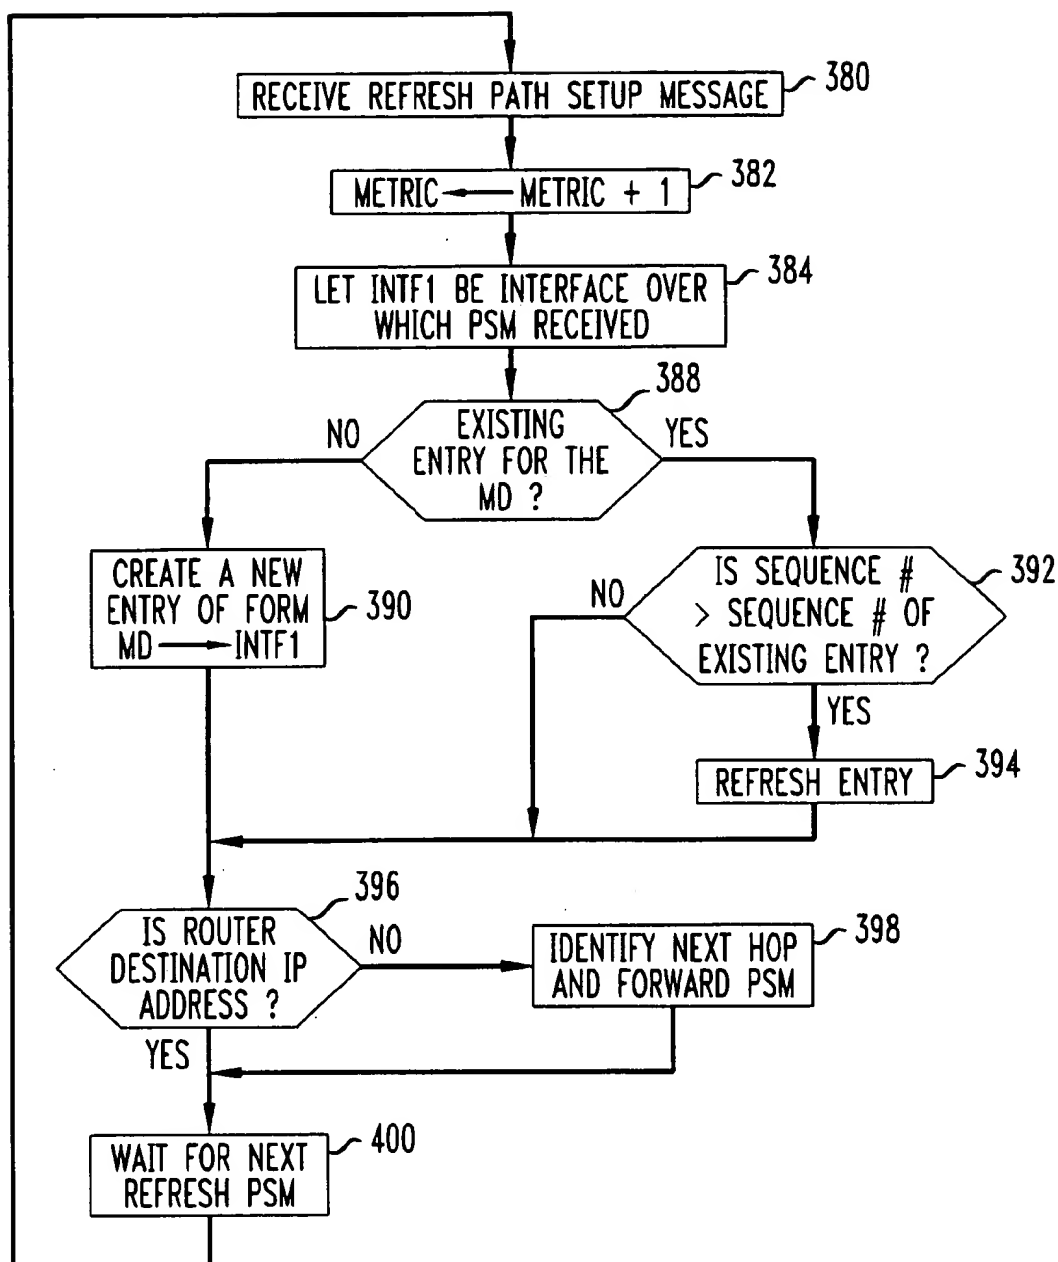 RECEIVE REFRESH PATH SETUP MESSAGE
380
METRIC ← METRIC + 1
382
LET INTF1 BE INTERFACE OVER
WHICH PSM RECEIVED
384
EXISTING
ENTRY FOR THE
MD ?
388
NO
YES
CREATE A NEW
ENTRY OF FORM
MD → INTF1
390
IS SEQUENCE #
> SEQUENCE # OF
EXISTING ENTRY ?
392
NO
YES
REFRESH ENTRY
394
IS ROUTER
DESTINATION IP
ADDRESS ?
396
NO
YES
IDENTIFY NEXT HOP
AND FORWARD PSM
398
WAIT FOR NEXT
REFRESH PSM
400